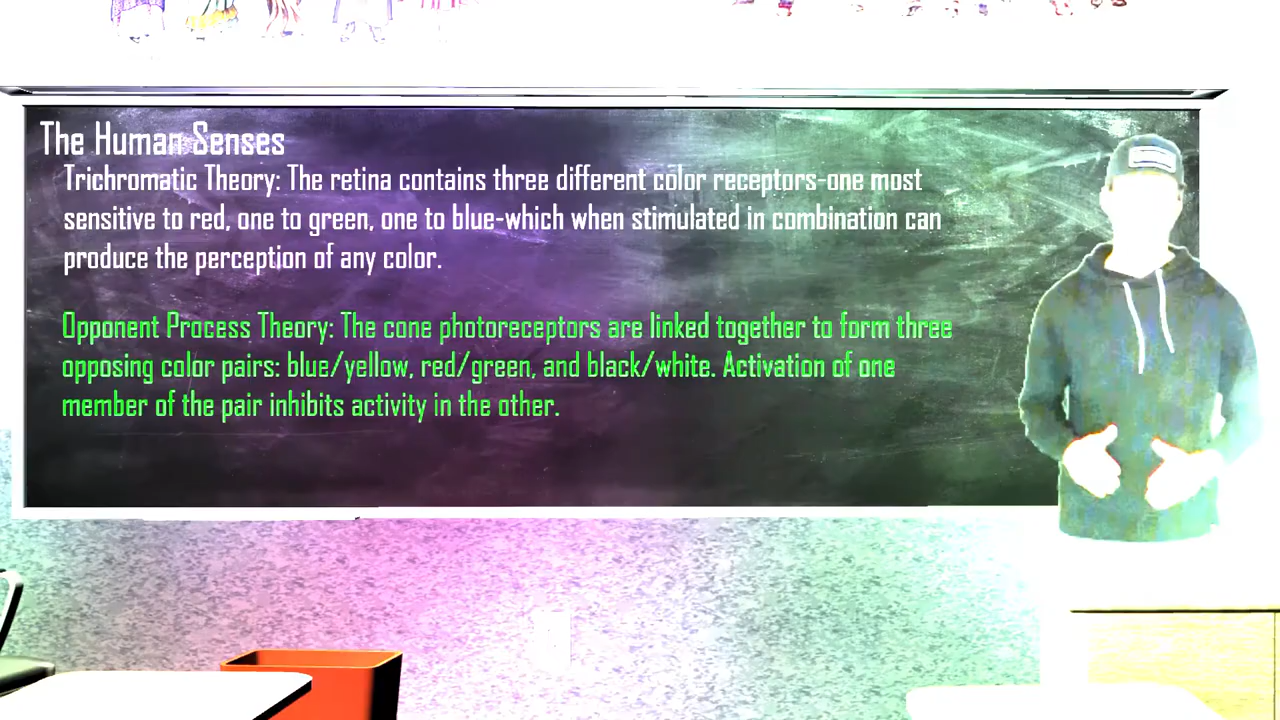 The Human Senses
Trichromatic Theory: The retina contains three different color receptors-one most
sensitive to red, one to green, one to blue-which when stimulated in combination can
produce the perception of any color.
Opponent Process Theory: The cone photoreceptors are linked together to form three
opposing color pairs: blue/yellow, red/green, and black/white. Activation of one
member of the pair inhibits activity in the other.